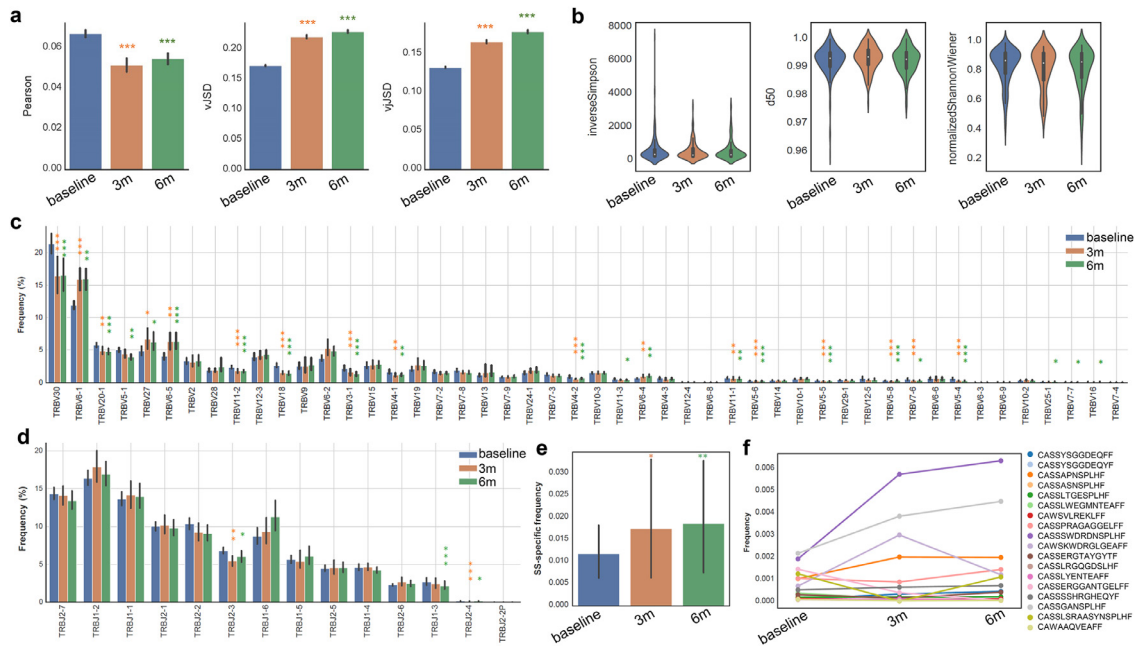 a
Pearson
0.06
0.04
0.02
0.00
***
***
baseline
3m
6m
vJSD
0.20
0.15
0.10
0.05
0.00
***
***
baseline
3m
6m
vjJSD
0.15
0.10
0.05
0.00
***
***
baseline
3m
6m
b
inverseSimpson
8000
6000
4000
2000
0
baseline
3m
6m
d50
1.0
0.99
0.98
0.97
0.96
baseline
3m
6m
normalizedShannonWiener
1.0
0.8
0.6
0.4
0.2
baseline
3m
6m
c
Frequency (%)
20
15
10
5
0
baseline
3m
6m
TRBV30
TRBV6-1
TRBV20-1
TRBV5-1
TRBV27
TRBV6-5
TRBV2
TRBV28
TRBV11-2
TRBV12-3
TRBV18
TRBV9
TRBV6-2
TRBV3-1
TRBV15
TRBV4-1
TRBV19
TRBV7-2
TRBV7-8
TRBV13
TRBV7-9
TRBV24-1
TRBV7-3
TRBV4-2
TRBV10-3
TRBV11-3
TRBV6-4
TRBV4-3
TRBV12-4
TRBV6-8
TRBV11-1
TRBV5-6
TRBV14
TRBV10-1
TRBV5-5
TRBV29-1
TRBV12-5
TRBV5-8
TRBV7-6
TRBV6-6
TRBV5-4
TRBV3-3
TRBV6-9
TRBV10-2
TRBV25-1
TRBV7-7
TRBV16
TRBV7-4
d
Frequency (%)
20
15
10
5
0
baseline
3m
6m
TRBJ2-7
TRBJ1-2
TRBJ1-1
TRBJ2-1
TRBJ2-2
TRBJ2-3
TRBJ1-6
TRBJ1-5
TRBJ2-5
TRBJ1-4
TRBJ2-6
TRBJ1-3
TRBJ2-4
TRBJ2-2P
e
SS-specific frequency
0.030
0.025
0.020
0.015
0.010
0.005
0.000
*
**
baseline
3m
6m
f
Frequency
0.006
0.005
0.004
0.003
0.002
0.001
0.000
baseline
3m
6m
CASSYSGGDEQFF
CASSYSGGDEQYF
CASSAPNSPLHF
CASSASNSPLHF
CASSLTGESPLHF
CASSLWEGMNTEAFF
CAWSVLREKLFF
CASSPRAGAGGELFF
CASSSWDRDNSPLHF
CAWSKWDRGLGEAFF
CASSERGTAYGYTF
CASSLRGQGDSLHF
CASSLYENTEAFF
CASSERGGANTGELFF
CASSSSHRGHEQYF
CASSGANSPLHF
CASSLSRAASYNSPLHF
CAWAAQVEAFF